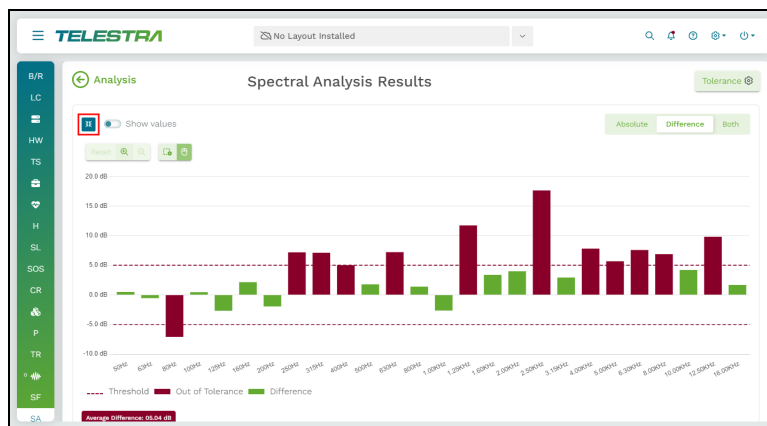 TELESTRA
No Layout Installed
B/R
LC
HW
TS
H
SL
SOS
CR
P
TR
SF
SA
Analysis
Spectral Analysis Results
Tolerance
Show values
Absolute Difference Both
Reset
20.0 dB
15.0 dB
10.0 dB
5.0 dB
0.0 dB
-5.0 dB
-10.0 dB
50Hz 63Hz 80Hz 100Hz 125Hz 160Hz 200Hz 250Hz 315Hz 400Hz 500Hz 630Hz 800Hz 1.00KHz 1.25KHz 1.60KHz 2.00KHz 2.50KHz 3.15KHz 4.00KHz 5.00KHz 6.30KHz 8.00KHz 10.00KHz 12.50KHz 16.00KHz
Threshold Out of Tolerance Difference
Average Difference: 05.04 dB